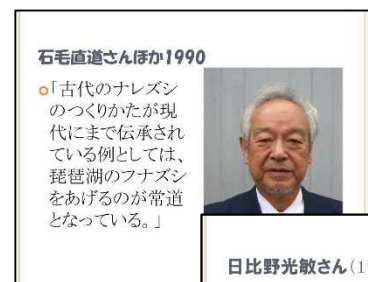 石毛直道さんほか1990
「古代のナレズシ
のつくりかたが現
代にまで伝承され
ている例としては、
琵琶湖のフナズシ
をあげるのが常道
となっている。」
日比野光敏さん(1